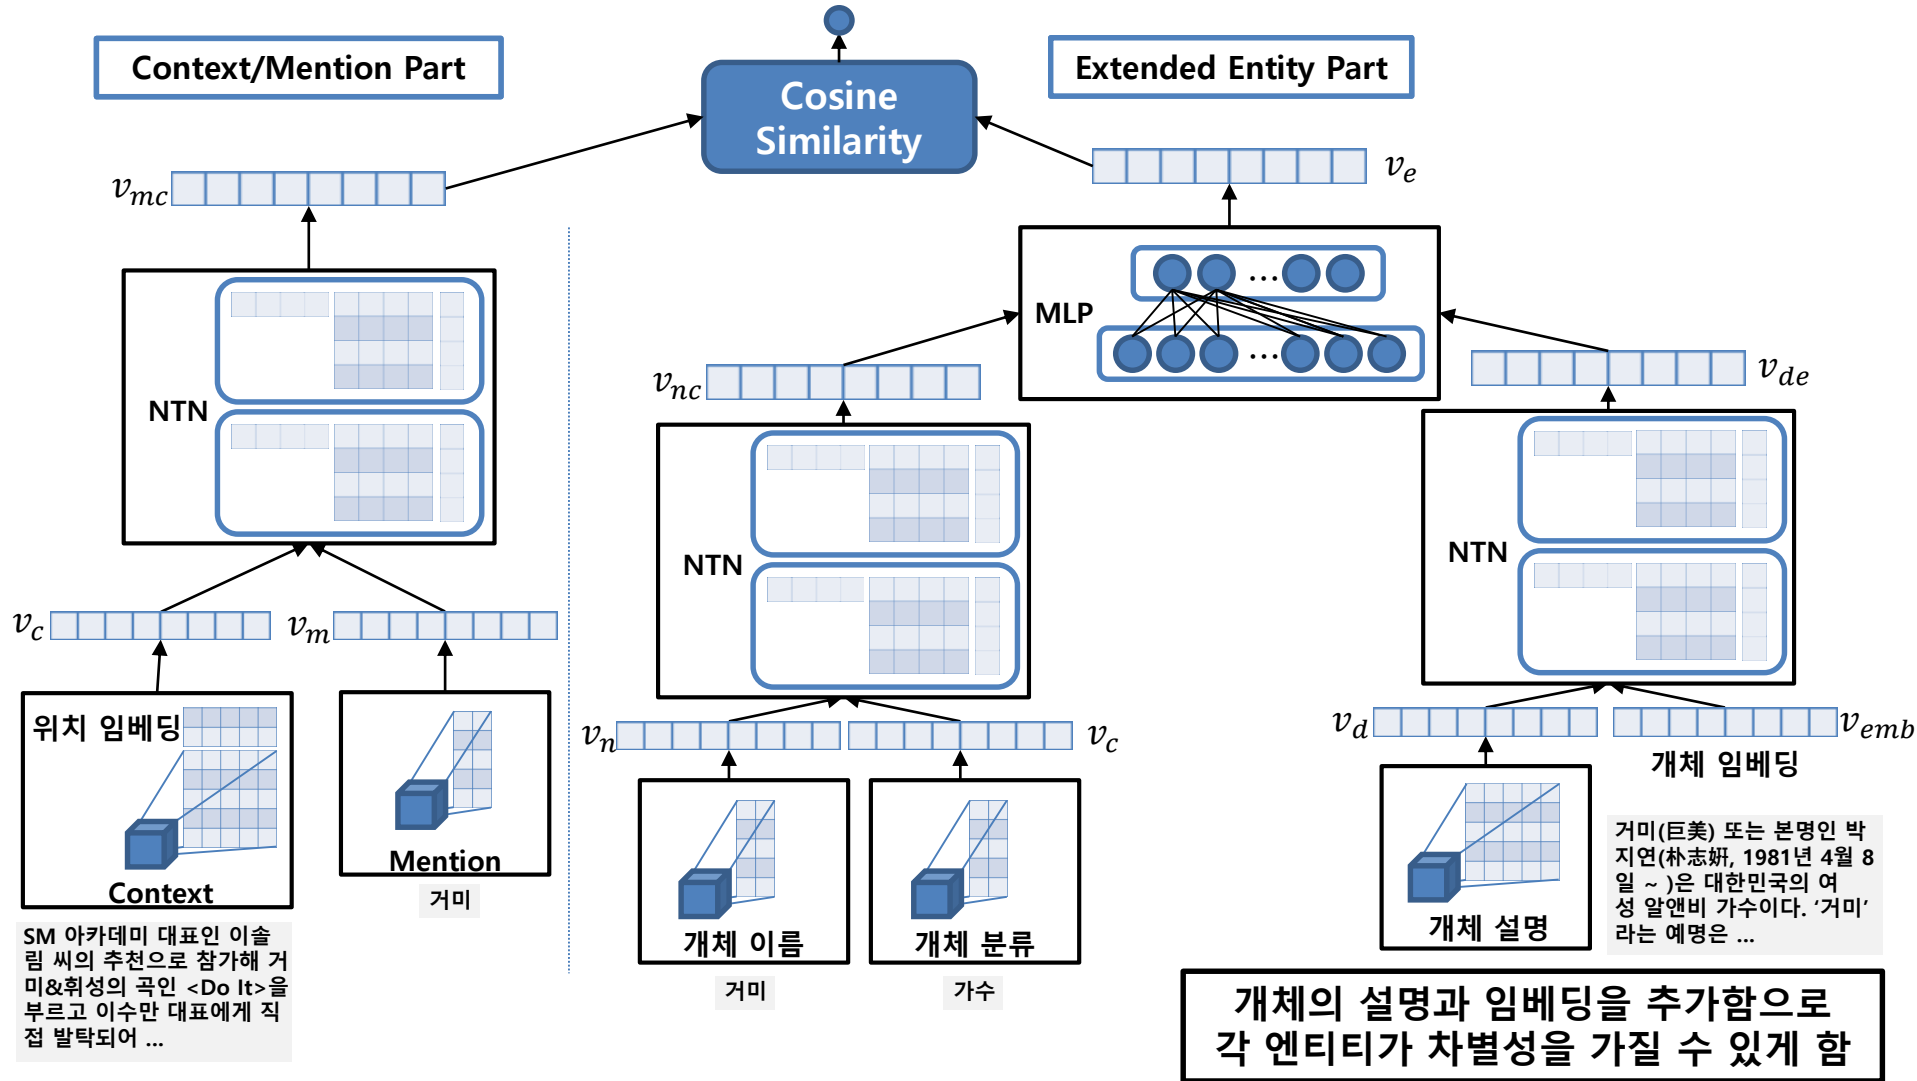 Context/Mention Part
Cosine
Similarity
Extended Entity Part
v_mc
v_e
MLP
...
...
NTN
v_nc
v_de
NTN
NTN
v_c
v_m
v_n
v_c
v_d
v_emb
개체 임베딩
위치 임베딩
Context
Mention
거미
개체 이름
거미
개체 분류
가수
개체 설명
거미(巨美) 또는 본명인 박
지연(朴志姸, 1981년 4월 8
일 ~ )은 대한민국의 여
성 알앤비 가수이다. ‘거미’
라는 예명은 ...
SM 아카데미 대표인 이솔
림 씨의 추천으로 참가해 거
미&휘성의 곡인 <Do It>을
부르고 이수만 대표에게 직
접 발탁되어 ...
개체의 설명과 임베딩을 추가함으로
각 엔티티가 차별성을 가질 수 있게 함